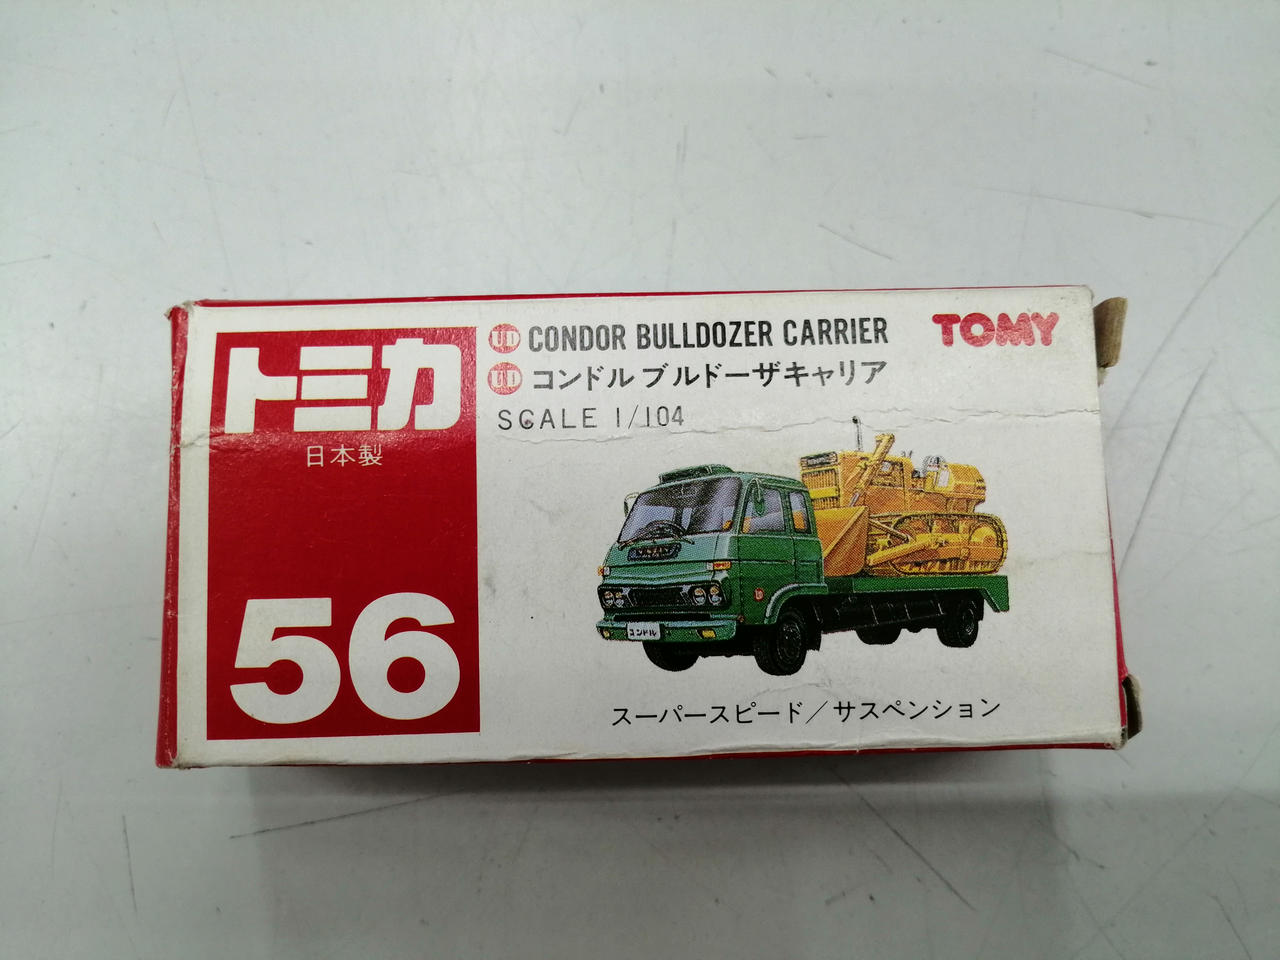 トミカ
日本製
56
UD CONDOR BULLDOZER CARRIER
UD コンドル ブルドーザキャリア
SCALE 1/104
TOMY
コンドル
スーパースピード／サスペンション